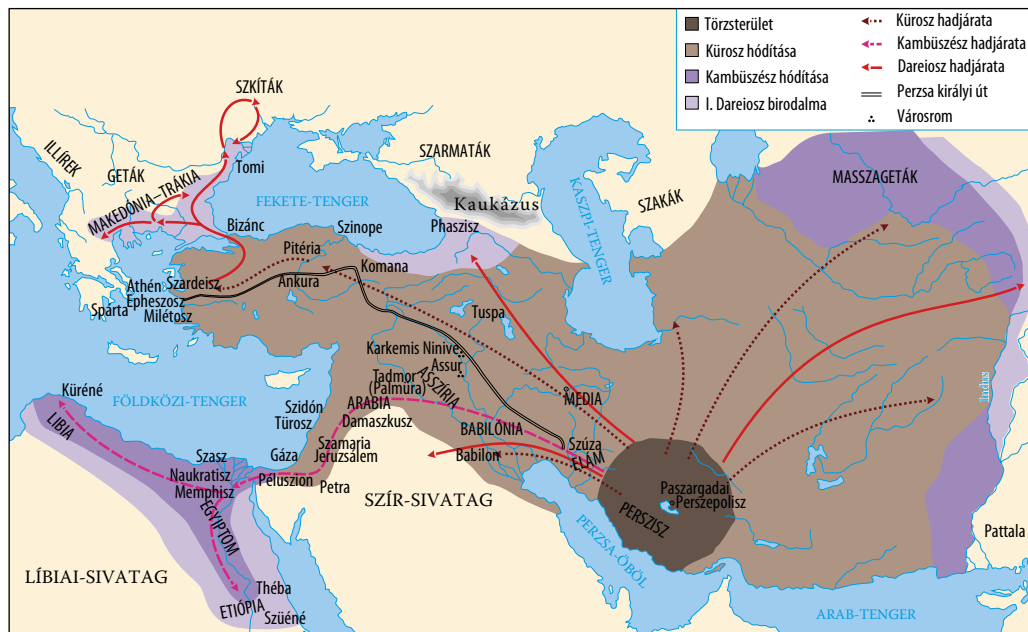 Törzsterület
Kürosz hódítása
Kambüszész hódítása
I. Dareiosz birodalma
Kürosz hadjárata
Kambüszész hadjárata
Dareiosz hadjárata
Perzsa királyi út
Városrom
SZKÍTÁK
ILLÍREK
GETÁK
Tomi
SZARMATÁK
Kaukázus
KASZPI-TENGER
SZAKÁK
MASSZAGETÁK
MAKEDÓNIA-TRÁKIA
Bizánc
FEKETE-TENGER
Szinope
Phaszisz
Pitéria
Komana
Ankura
Athén
Szardeisz
Epheszosz
Spárta
Milétosz
Tuspa
Karkemis
Ninive
Assur
ASSZÍRIA
Tadmor
(Palmüra)
ARABIA
Damaszkusz
MEDIA
Indus
Küréné
LIBIA
FÖLDKÖZI-TENGER
Szidón
Türosz
BABILÓNIA
Babilon
Szúza
ELÁM
Szamaria
Jeruzsálem
Gáza
Szasz
Naukratisz
Memphisz
Péluszion
Petra
SZÍR-SIVATAG
Paszargadai
Perszepolisz
PERSZISZ
PERZSA-ÖBÖL
EGYIPTOM
LÍBIAI-SIVATAG
Théba
ETIÓPIA
Szüéné
Pattala
ARAB-TENGER